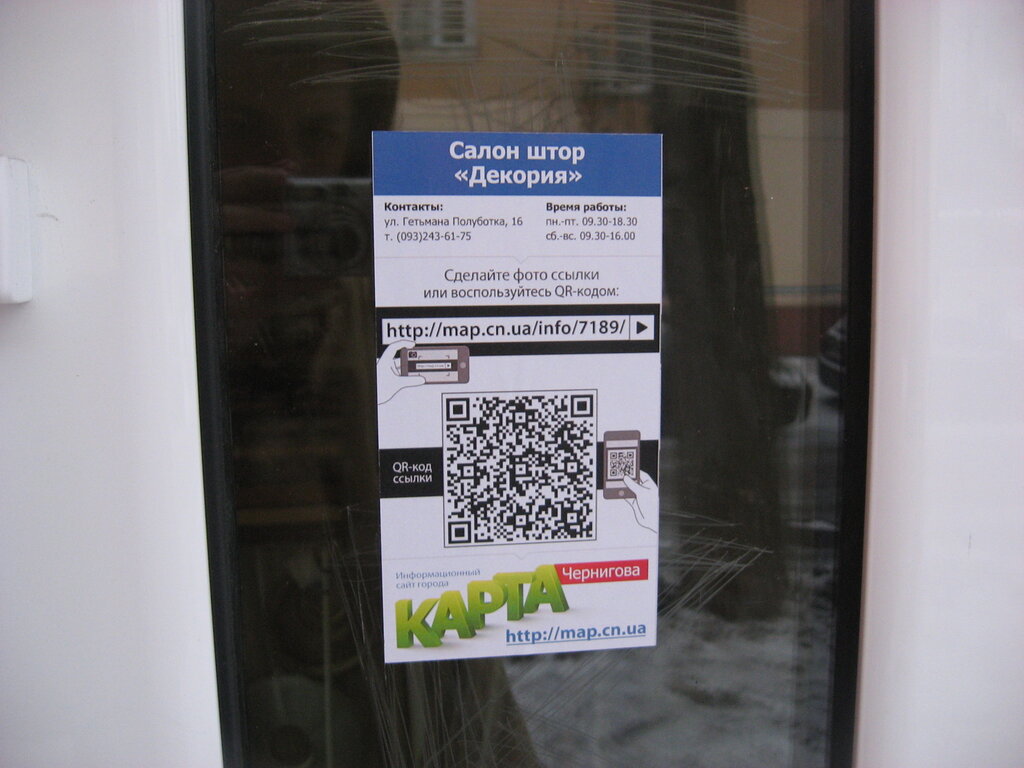 Салон штор
«Декория»
Контакты:
ул. Гетьмана Полуботка, 16
т. (093)243-61-75
Время работы:
пн.-пт. 09.30-18.30
сб.-вс. 09.30-16.00
Сделайте фото ссылки
или воспользуйтесь QR-кодом:
http://map.cn.ua/info/7189/
QR-код
ссылки
Информационный
сайт города
КАРТА
Чернигова
http://map.cn.ua